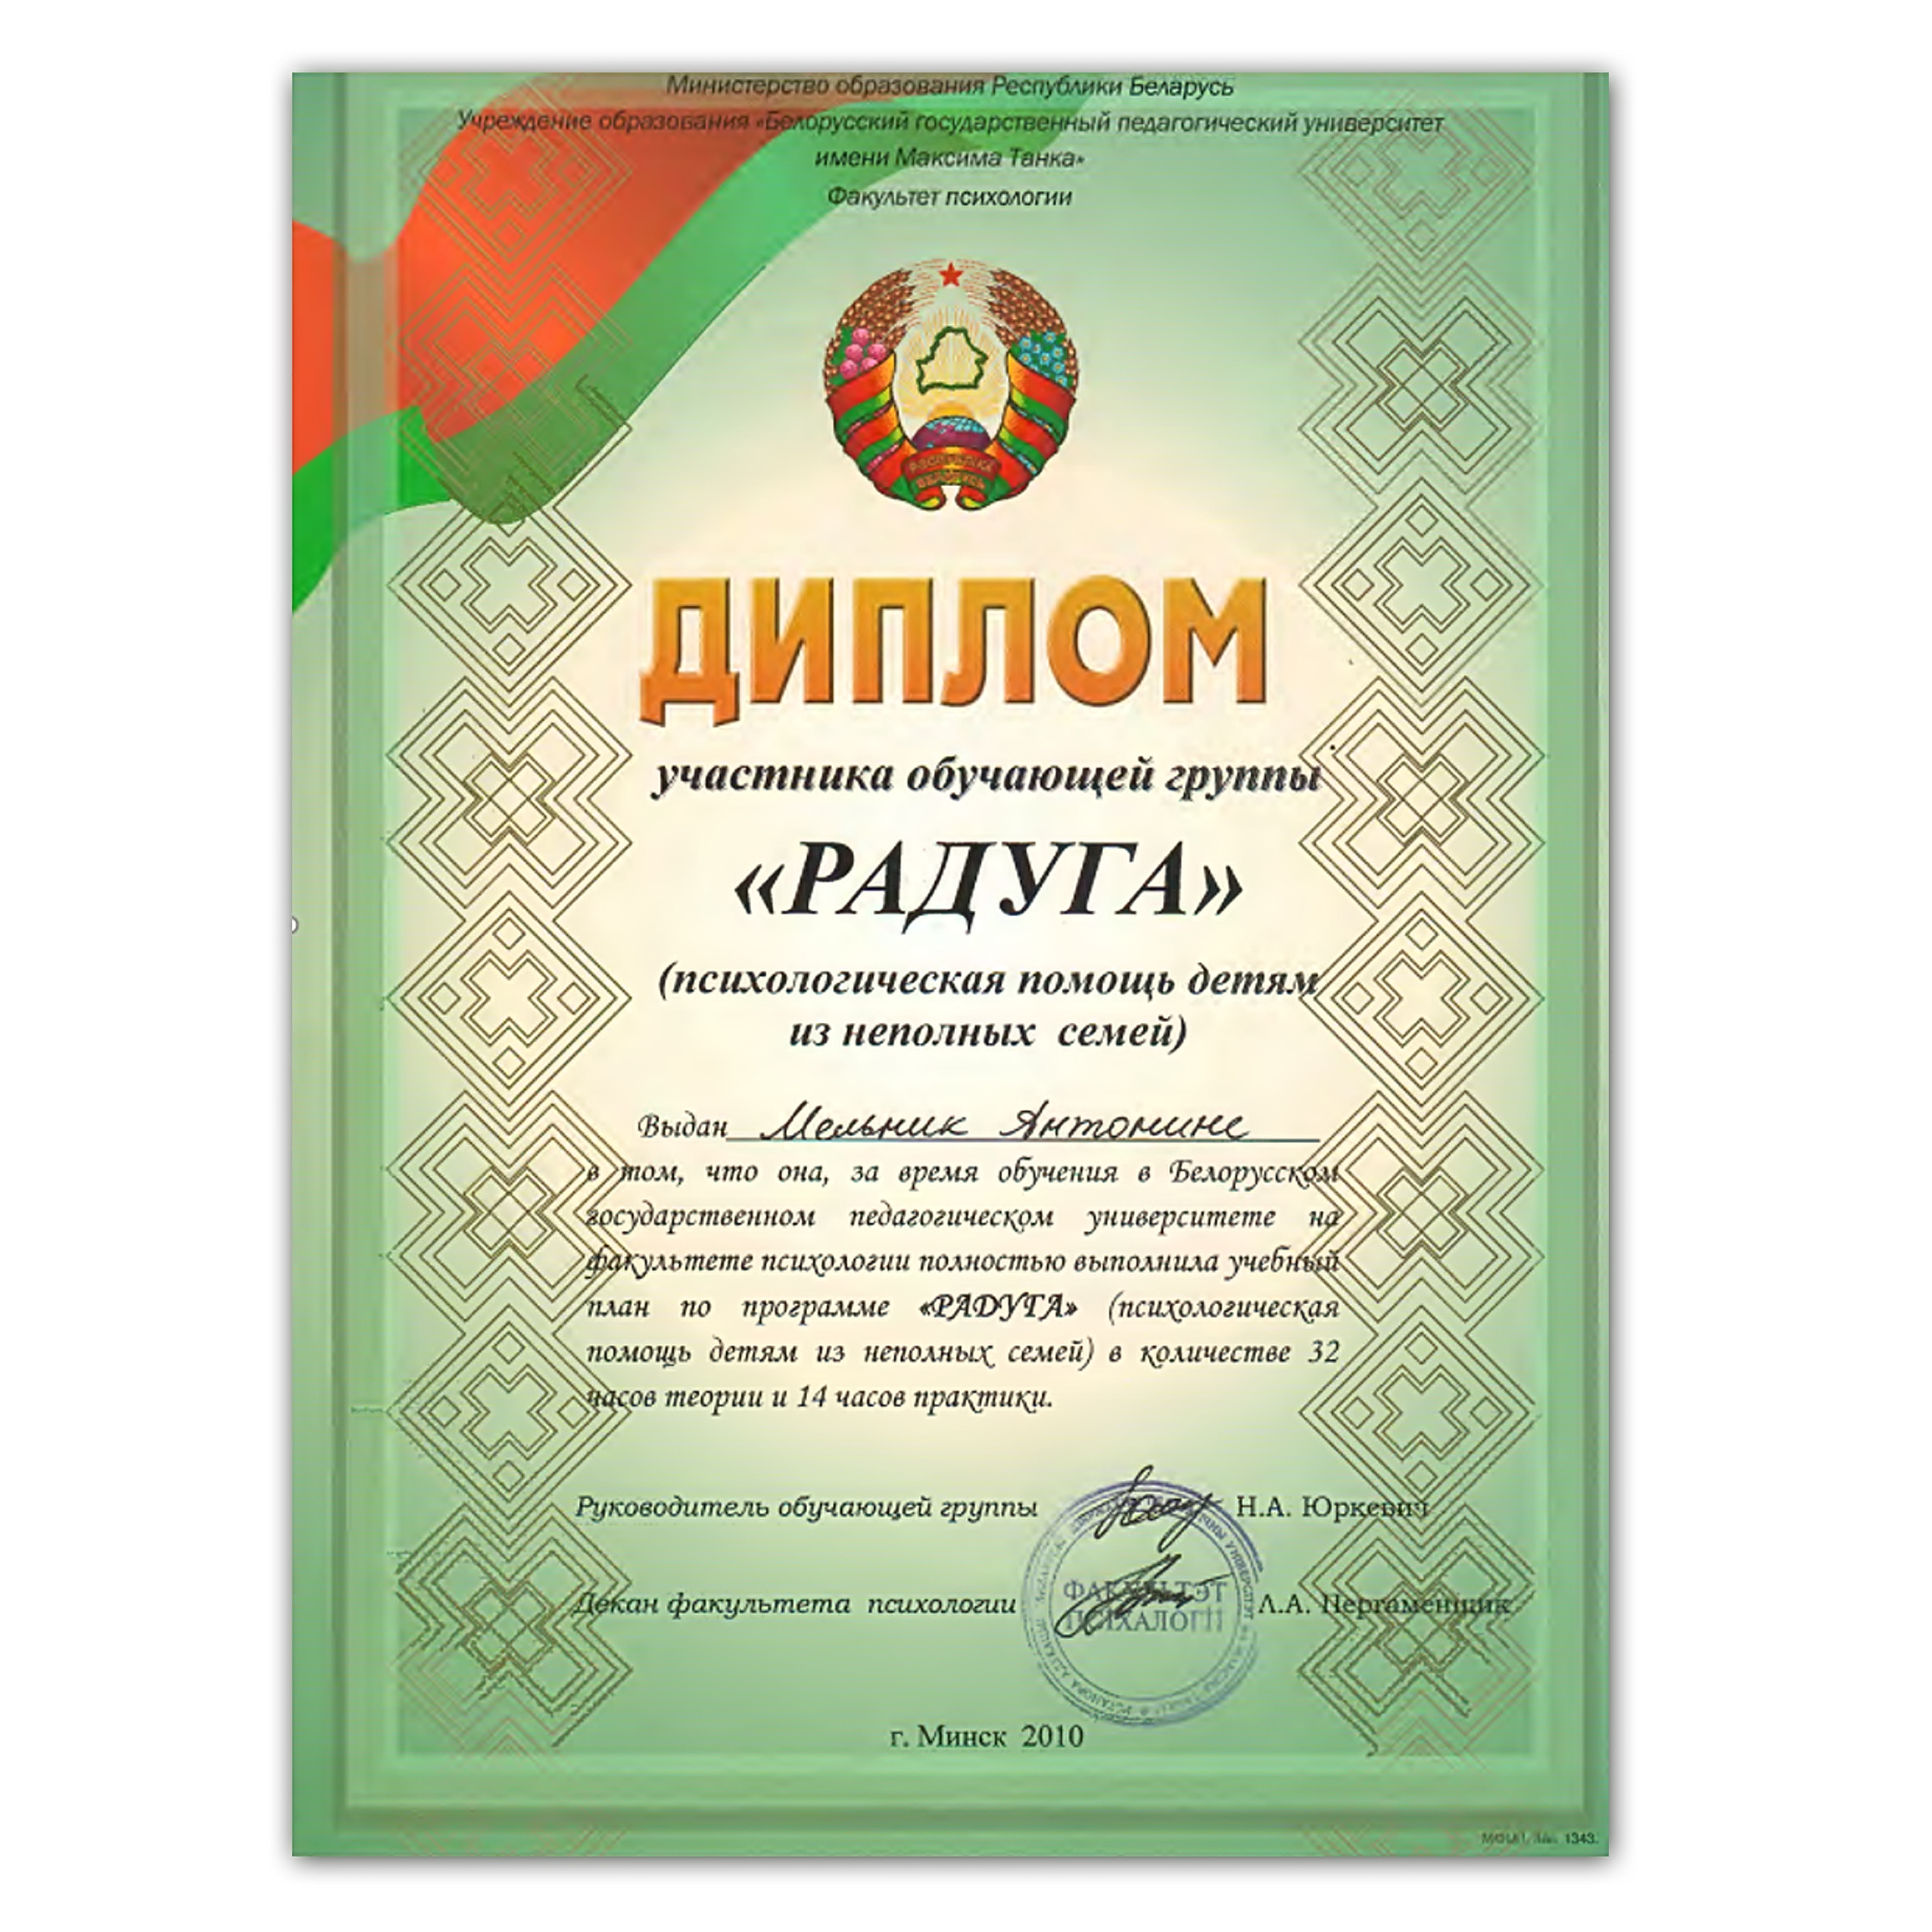 Министерство образования Республики Беларусь
Учреждение образования «Белорусский государственный педагогический университет
имени Максима Танка»
Факультет психологии
РЭСПУБЛІКА
БЕЛАРУСЬ
ДИПЛОМ
участника обучающей группы
«РАДУГА»
(психологическая помощь детям
из неполных семей)
Выдан Мельник Антонине
в том, что она, за время обучения в Белорусском
государственном педагогическом университете на
факультете психологии полностью выполнила учебный
план по программе «РАДУГА» (психологическая
помощь детям из неполных семей) в количестве 32
часов теории и 14 часов практики.
Руководитель обучающей группы Н.А. Юркевич
Декан факультета психологии Л.А. Пергаменщик
ФАКУЛЬТЭТ
ПСІХАЛОГІІ
г. Минск 2010
1343.